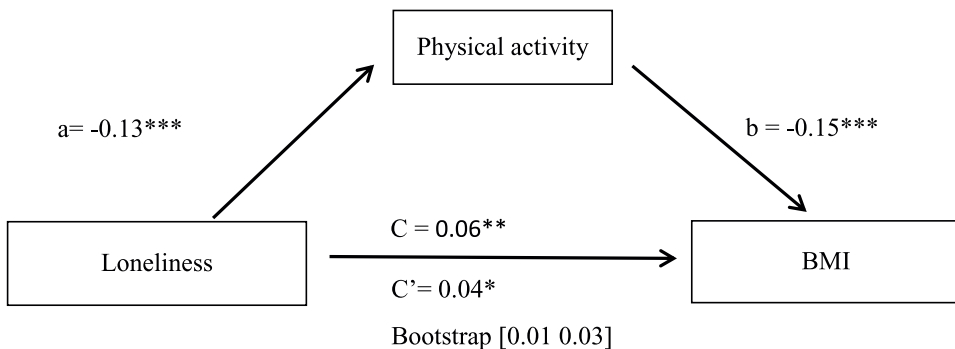 Physical activity
a= -0.13***
b = -0.15***
Loneliness
C = 0.06**
C’= 0.04*
Bootstrap [0.01 0.03]
BMI